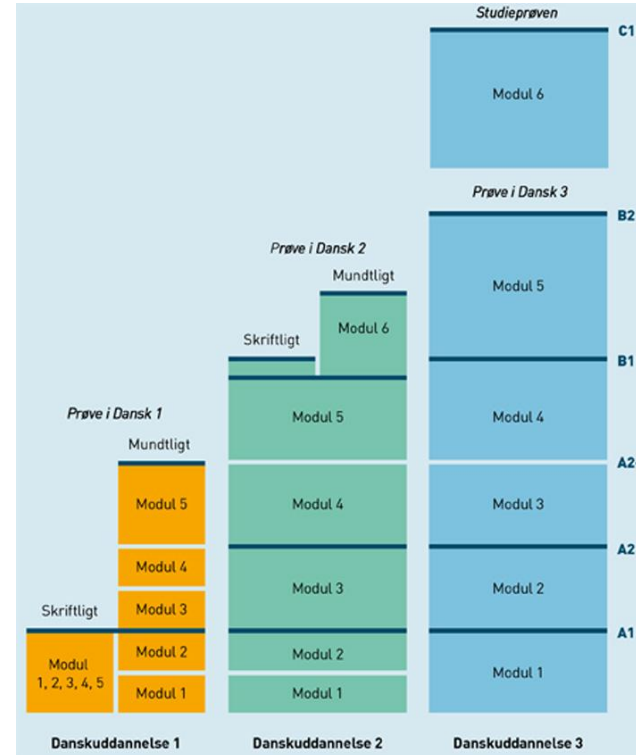 Studieprøven
C1
Modul 6
Prøve i Dansk 3
B2
Prøve i Dansk 2
Mundtligt
Modul 5
Modul 6
Skriftligt
B1
Prøve i Dansk 1
Modul 5
Modul 4
Mundtligt
A2
Modul 5
Modul 4
Modul 3
Modul 4
A2
Skriftligt
Modul 3
Modul 3
Modul 2
A1
Modul
1, 2, 3, 4, 5
Modul 2
Modul 2
Modul 1
Modul 1
Modul 1
Danskuddannelse 1
Danskuddannelse 2
Danskuddannelse 3